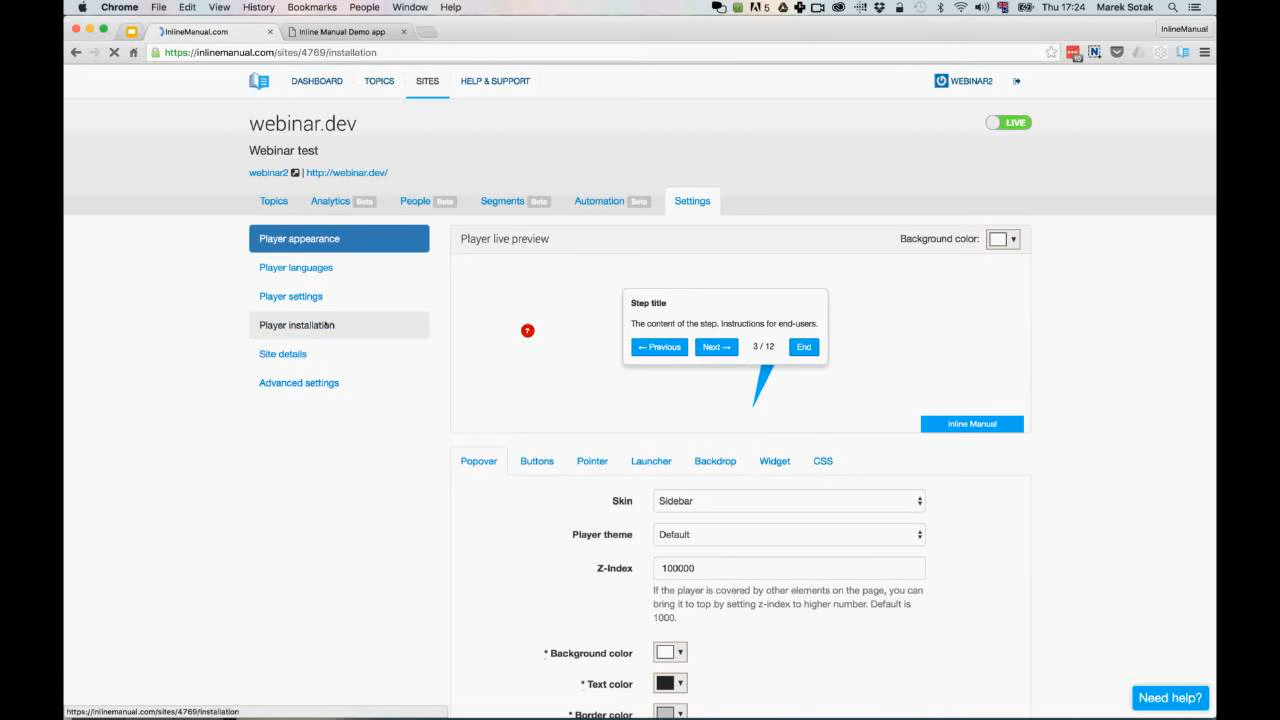 Chrome File Edit View History Bookmarks People Window Help
5 Thu 17:24 Marek Sotak
InlineManual.com × Inline Manual Demo app × InlineManual
https://inlinemanual.com/sites/4769/installation
DASHBOARD TOPICS SITES HELP & SUPPORT WEBINAR2
webinar.dev
LIVE
Webinar test
webinar2 | http://webinar.dev/
Topics Analytics Beta People Beta Segments Beta Automation Beta Settings
Player appearance
Player languages
Player settings
Player installation
Site details
Advanced settings
Player live preview Background color:
Step title
The content of the step. Instructions for end-users.
← Previous Next → 3 / 12 End
?
Inline Manual
Popover Buttons Pointer Launcher Backdrop Widget CSS
Skin Sidebar
Player theme Default
Z-Index 100000
If the player is covered by other elements on the page, you can
bring it to top by setting z-index to higher number. Default is
1000.
* Background color
* Text color
* Border color
Need help?
https://inlinemanual.com/sites/4769/installation